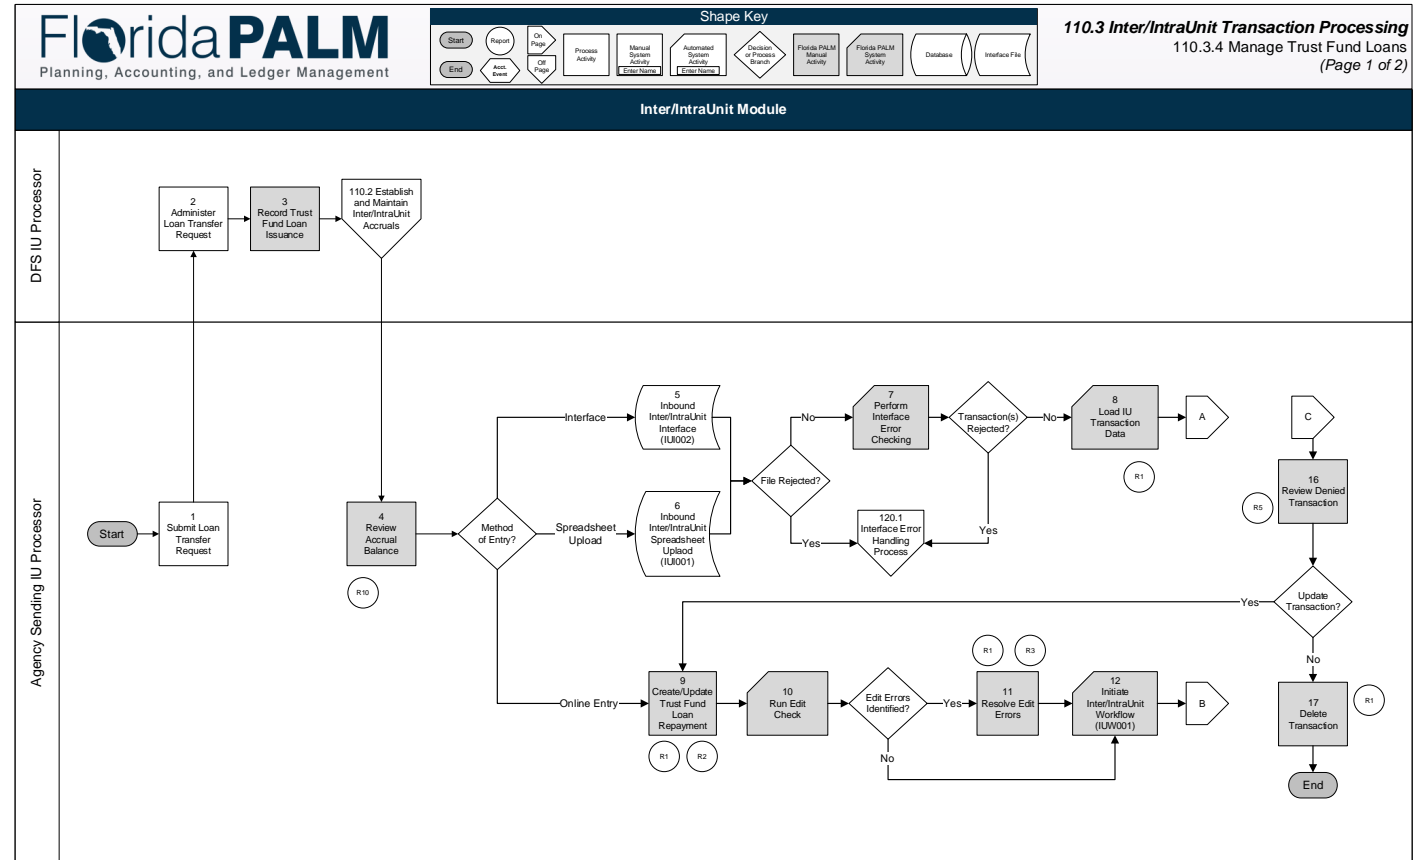 Florida PALM
Planning, Accounting, and Ledger Management
Shape Key
Start
End
Report
Acct.
Event
On
Page
Off
Page
Process
Activity
Manual
System
Activity
Enter Name
Automated
System
Activity
Enter Name
Decision
or Process
Branch
Florida PALM
Manual
Activity
Florida PALM
System
Activity
Database
Interface File
110.3 Inter/IntraUnit Transaction Processing
110.3.4 Manage Trust Fund Loans
(Page 1 of 2)
Inter/IntraUnit Module
DFS IU Processor
2
Administer
Loan Transfer
Request
3
Record Trust
Fund Loan
Issuance
110.2 Establish
and Maintain
Inter/IntraUnit
Accruals
Agency Sending IU Processor
Start
1
Submit Loan
Transfer
Request
4
Review
Accrual
Balance
R10
Method
of Entry?
Interface
Spreadsheet
Upload
Online Entry
5
Inbound
Inter/IntraUnit
Interface
(IUI002)
6
Inbound
Inter/IntraUnit
Spreadsheet
Uplaod
(IUI001)
File Rejected?
No
Yes
7
Perform
Interface
Error
Checking
Transaction(s)
Rejected?
No
Yes
120.1
Interface Error
Handling
Process
8
Load IU
Transaction
Data
R1
A
C
16
Review Denied
Transaction
R5
Update
Transaction?
Yes
No
9
Create/Update
Trust Fund
Loan
Repayment
R1
R2
10
Run Edit
Check
Edit Errors
Identified?
Yes
No
R1
R3
11
Resolve Edit
Errors
12
Initiate
Inter/IntraUnit
Workflow
(IUW001)
B
17
Delete
Transaction
R1
End